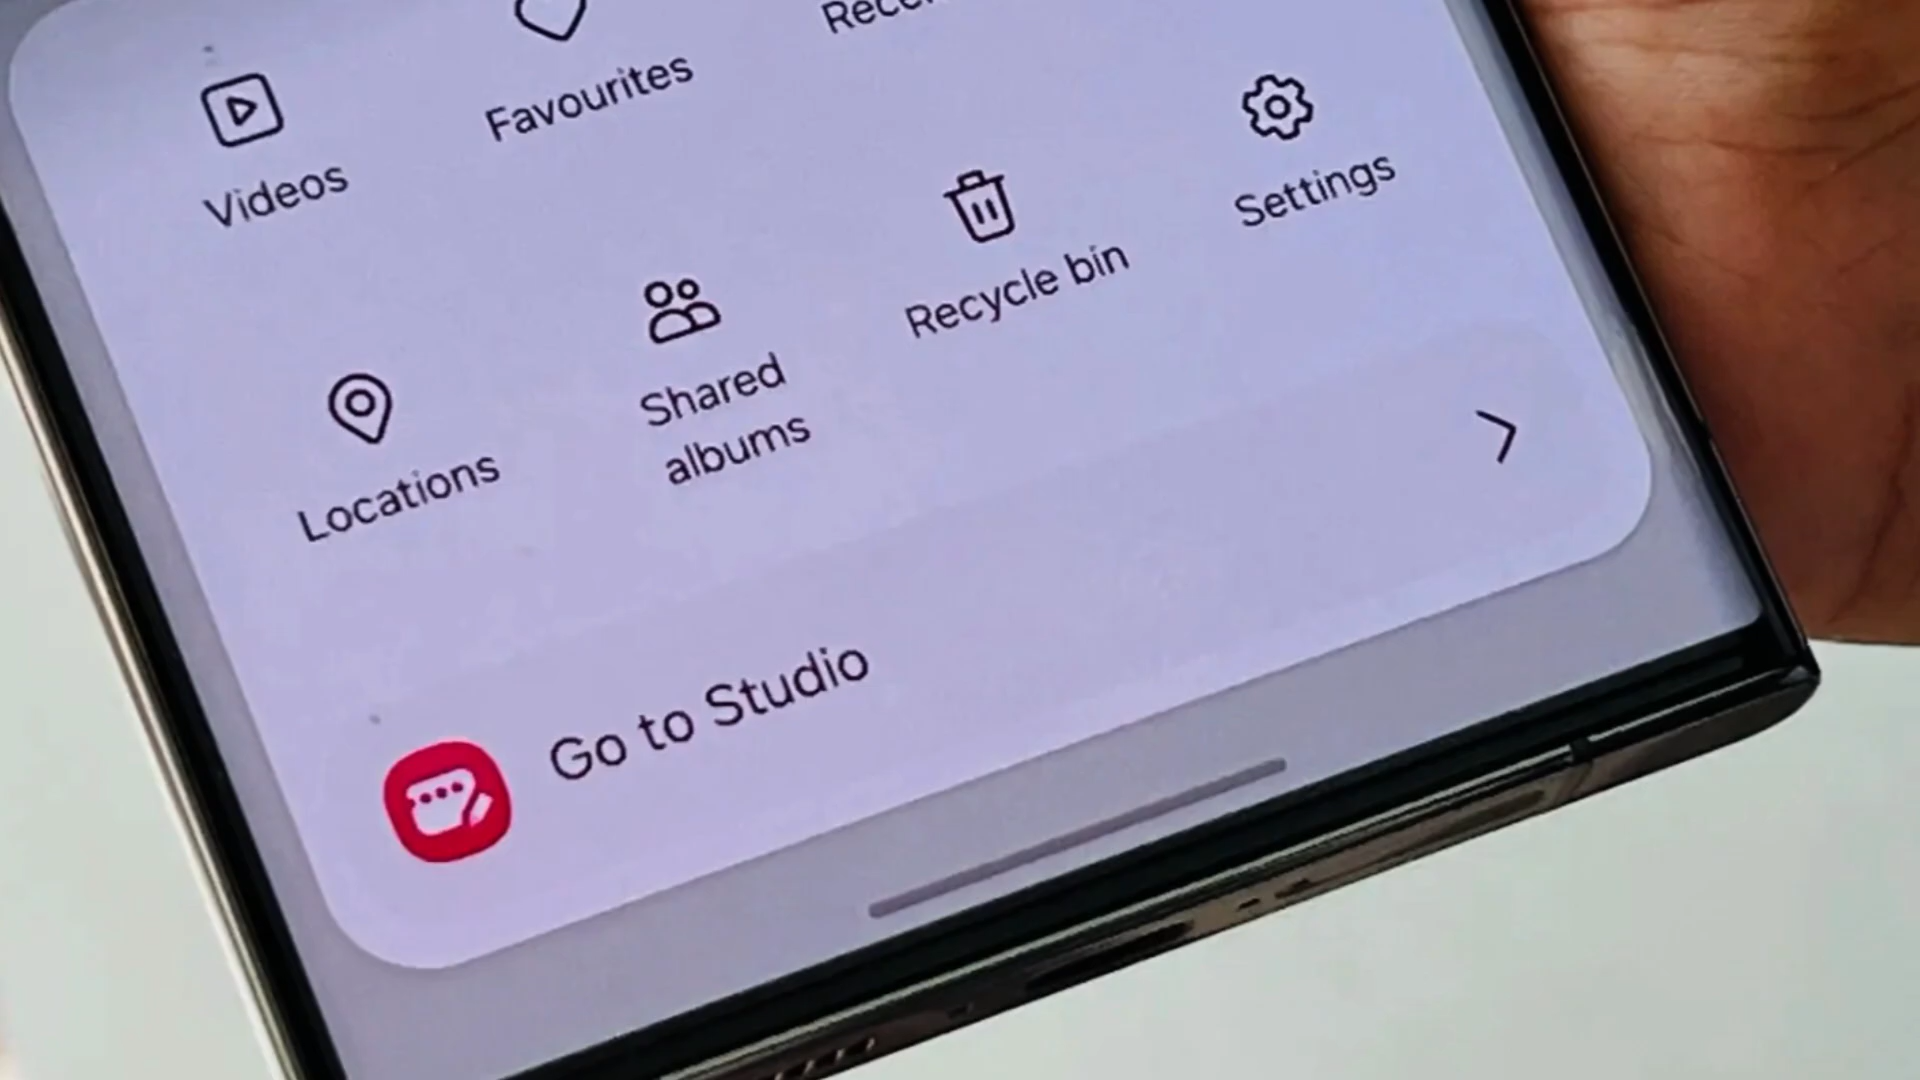 Videos
Favourites
Locations
Shared
albums
Recycle bin
Settings
Go to Studio